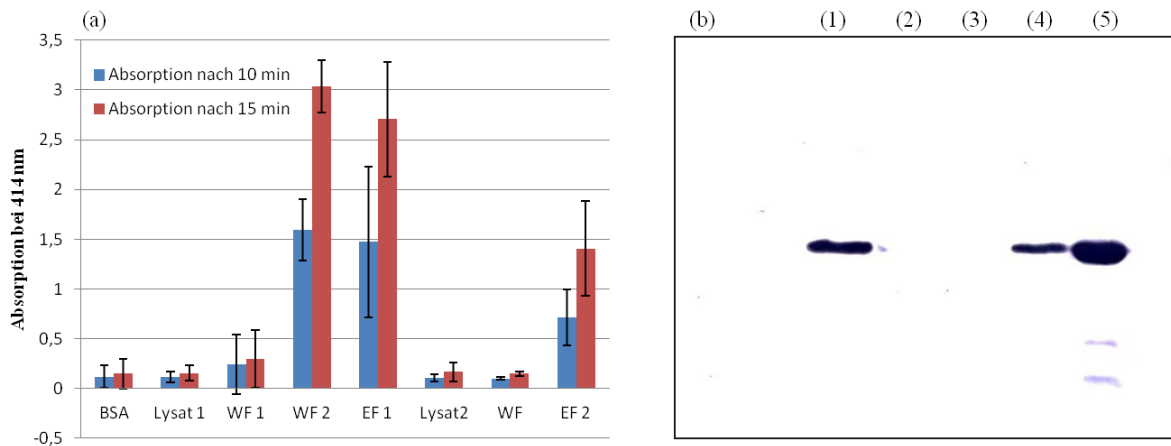 (a)
3,5
3
2,5
2
1,5
1
0,5
0
-0,5
Absorption bei 414 nm
Absorption nach 10 min
Absorption nach 15 min
BSA Lysat 1 WF 1 WF 2 EF 1 Lysat2 WF EF 2
(b) (1) (2) (3) (4) (5)